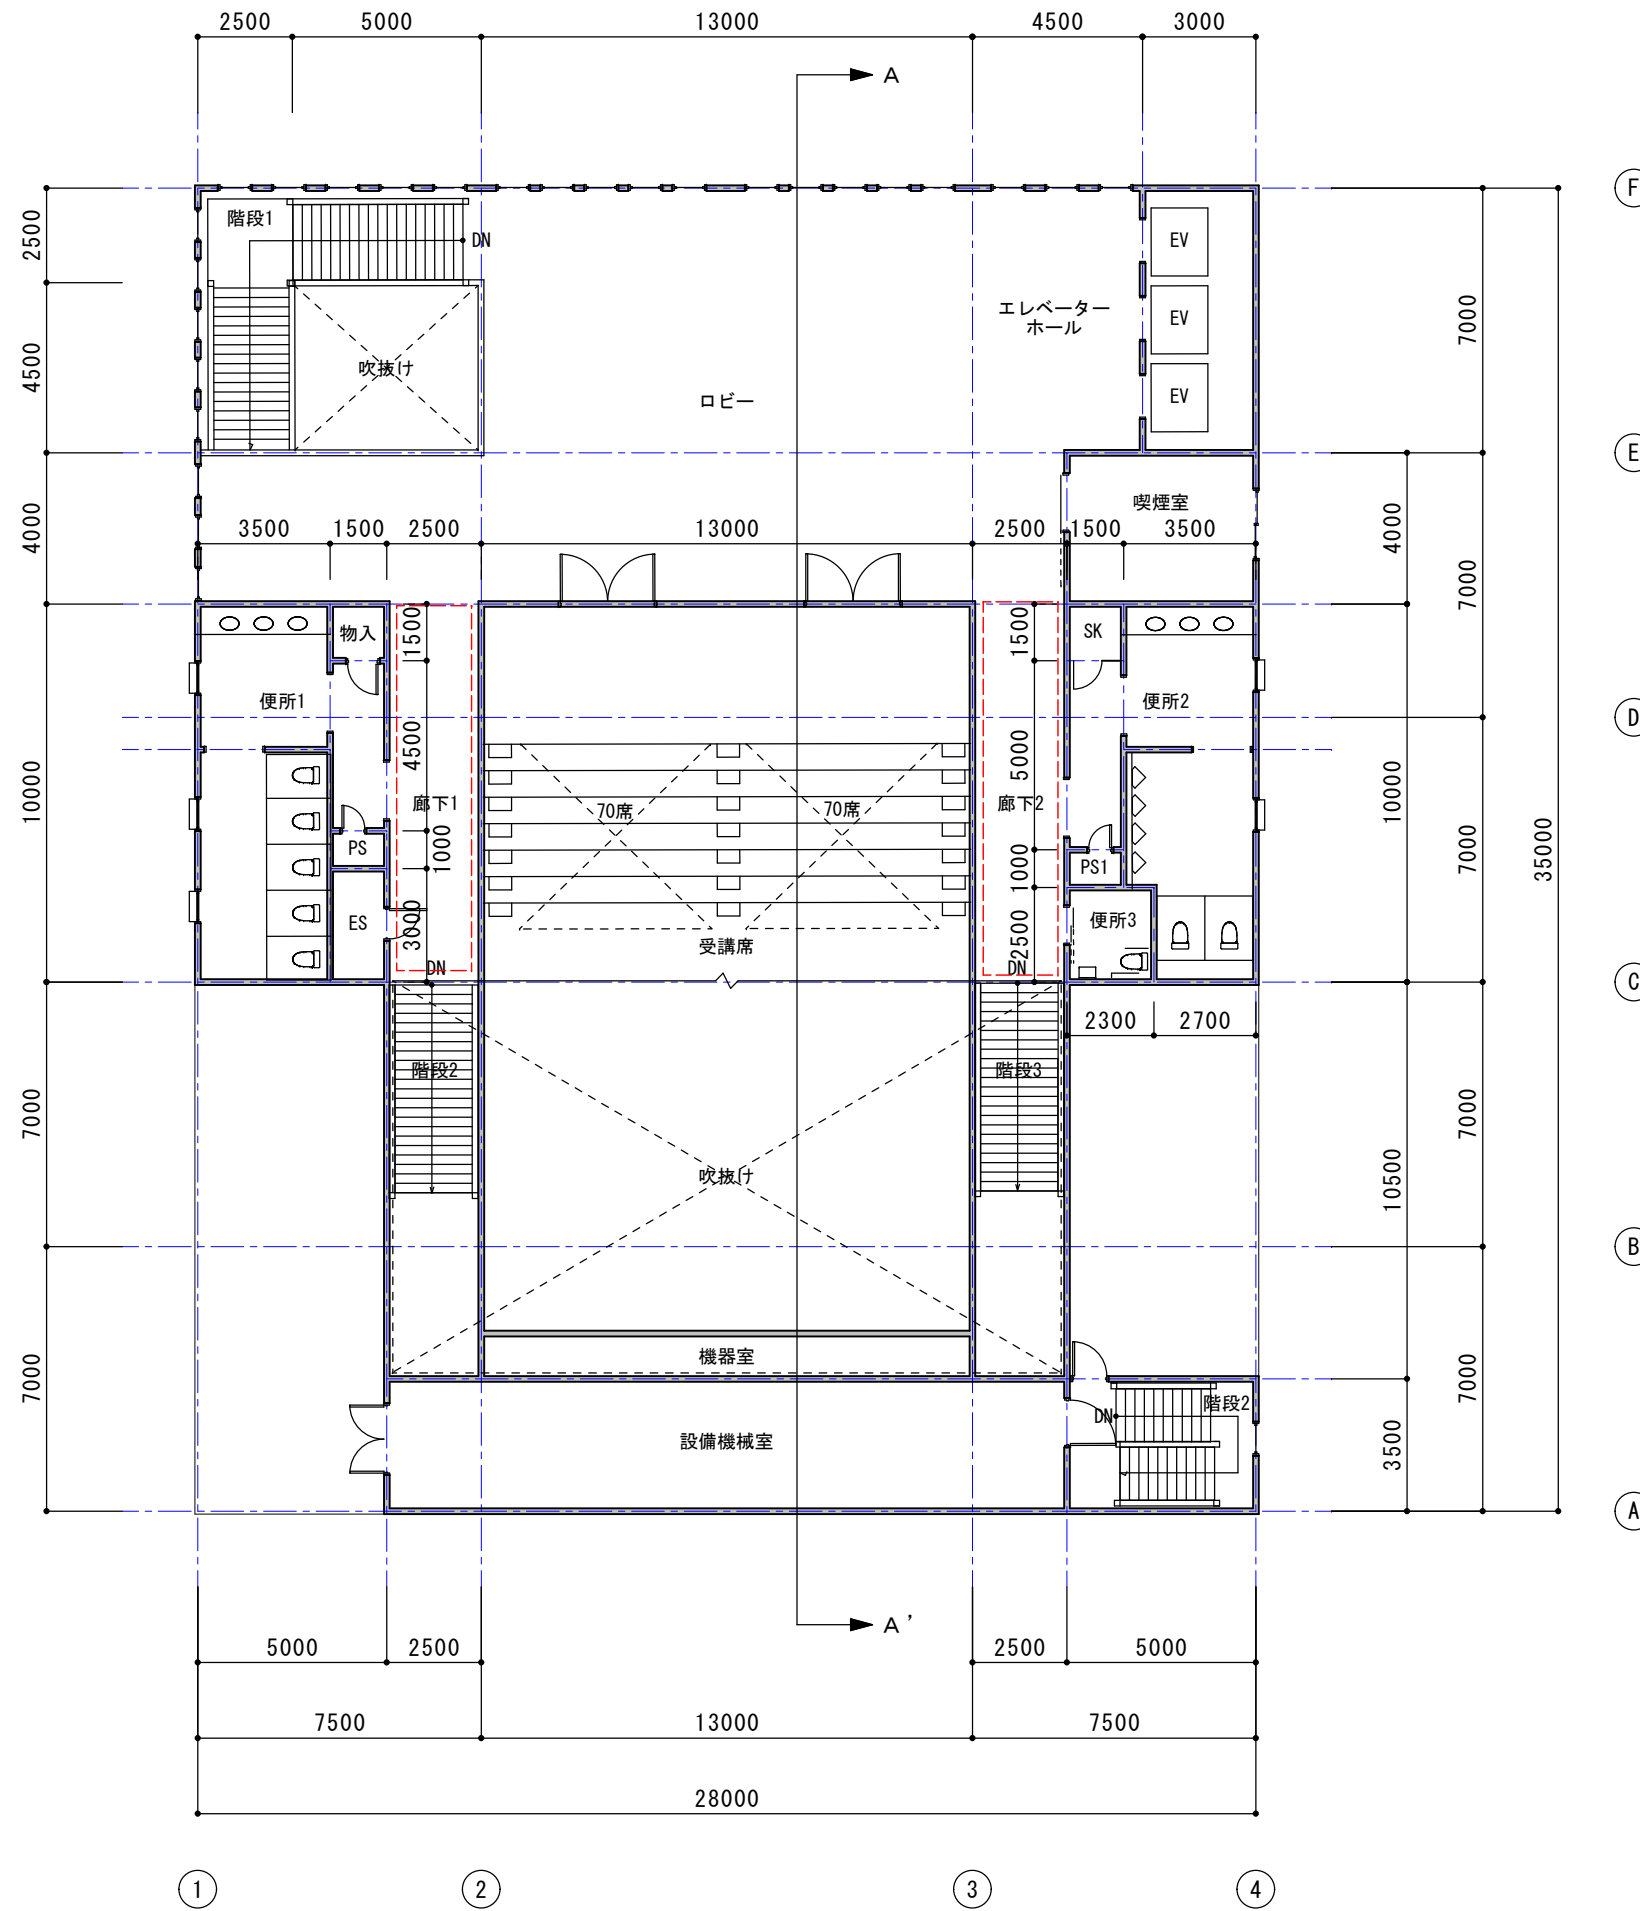 2500
5000
13000
4500
3000
A
F
階段1
DN
EV
2500
エレベーター
ホール
EV
7000
吹抜け
4500
ロビー
EV
E
喫煙室
3500
1500
2500
13000
2500
1500
3500
4000
4000
7000
物入
1500
1500
SK
便所1
便所2
D
4500
5000
廊下1
70席
70席
廊下2
10000
10000
PS
1000
1000
PS1
7000
35000
ES
3000
受講席
2500
便所3
DN
DN
C
2300
2700
階段2
階段3
7000
7000
吹抜け
10500
B
機器室
7000
7000
階段2
DN
設備機械室
3500
A
A'
5000
2500
2500
5000
7500
13000
7500
28000
1
2
3
4